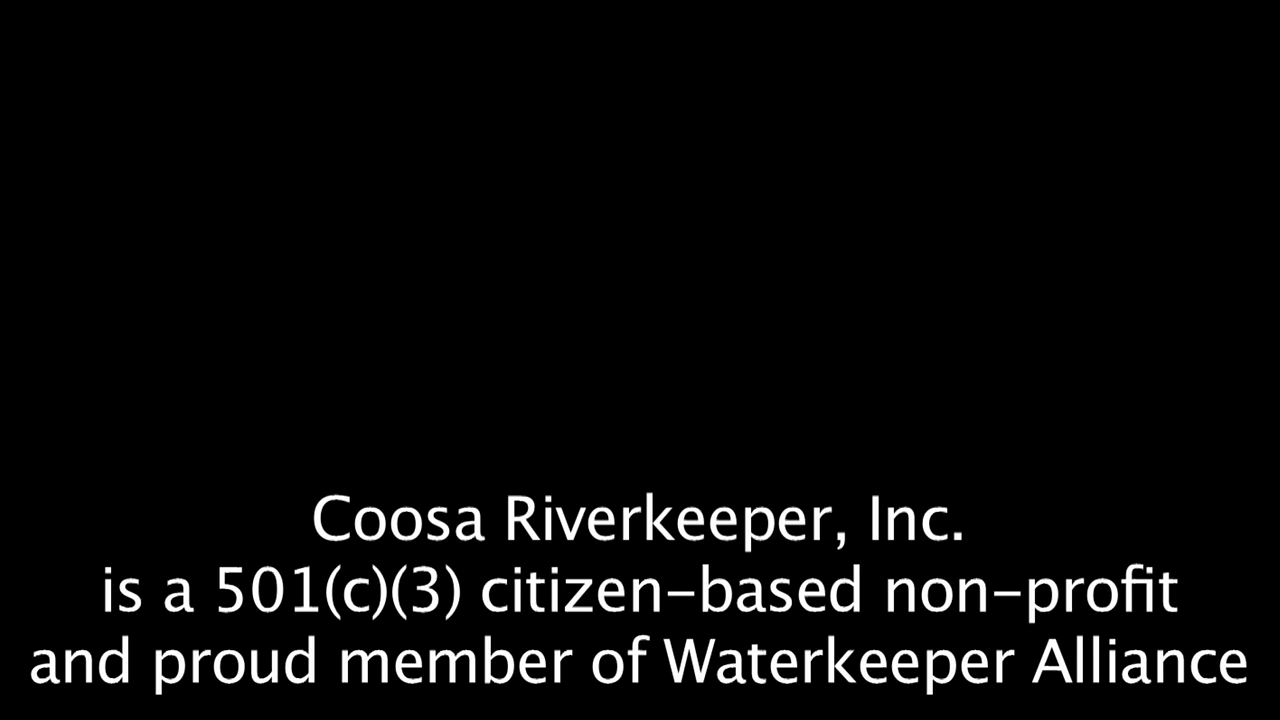 Coosa Riverkeeper, Inc.
is a 501(c)(3) citizen-based non-profit
and proud member of Waterkeeper Alliance